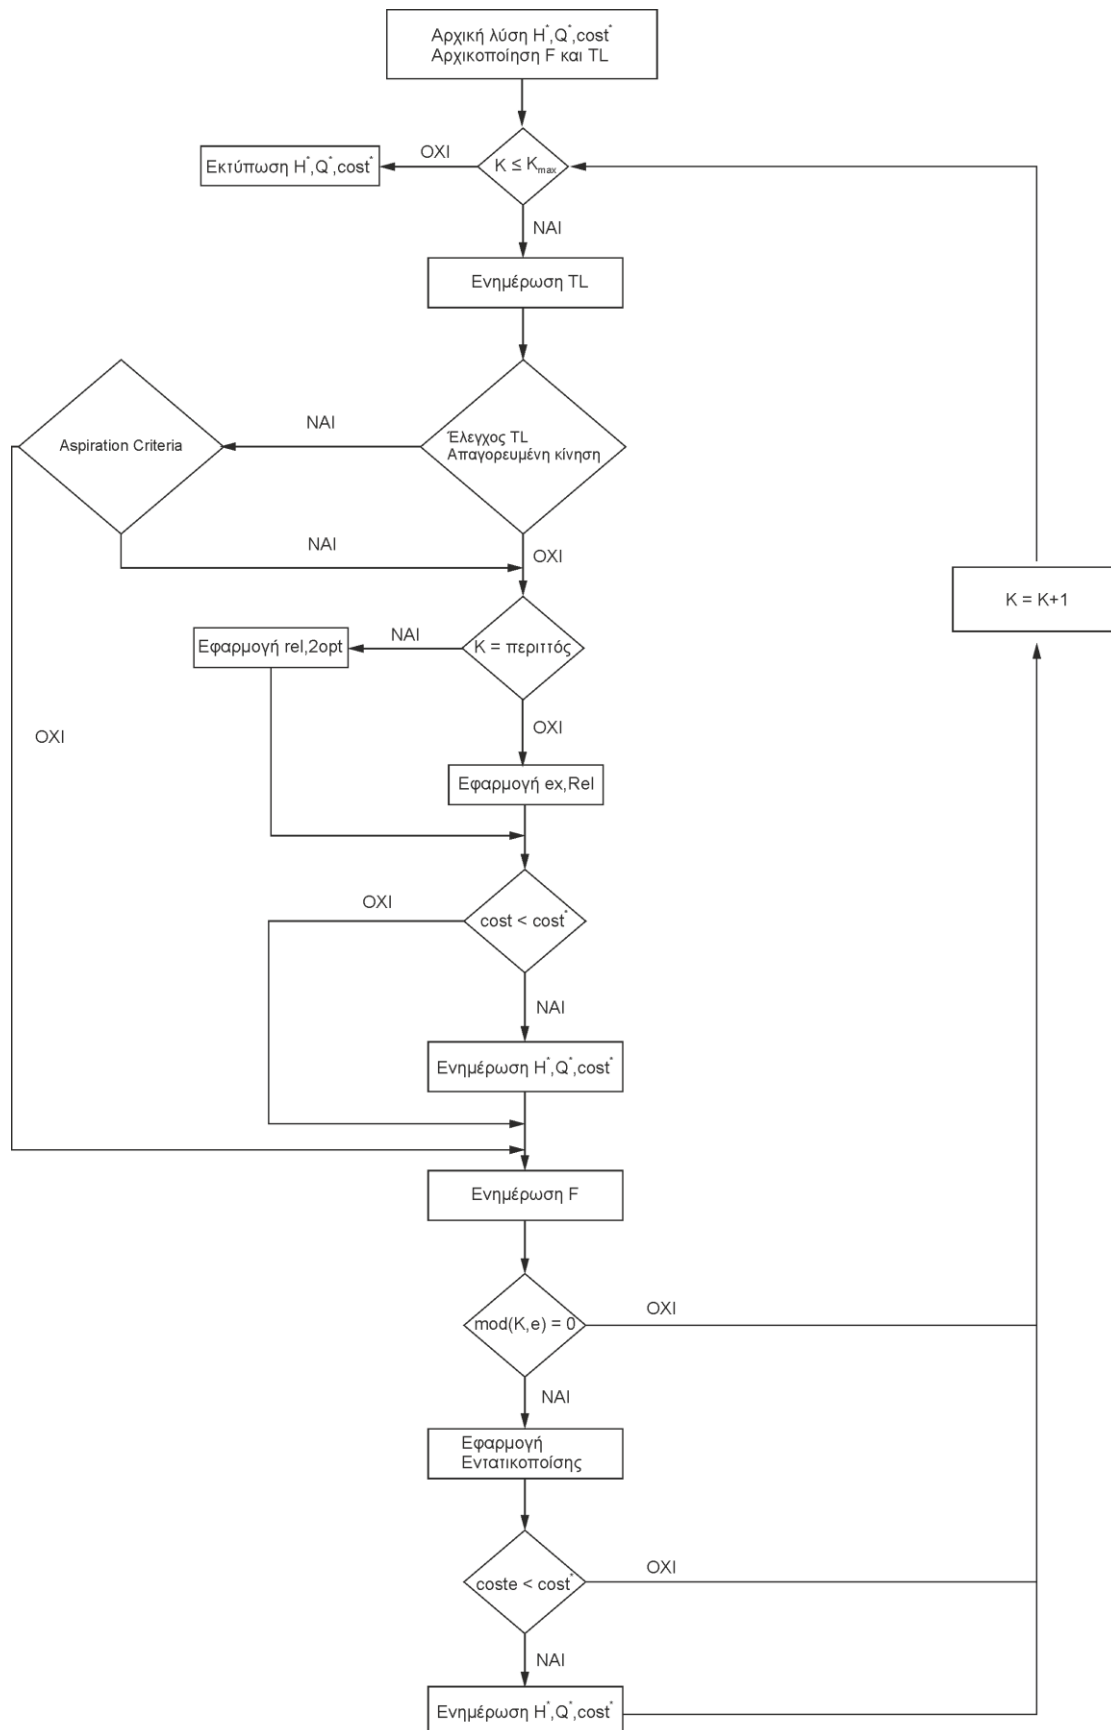 Αρχική λύση H*,Q*,cost*
Αρχικοποίηση F και TL
ΟΧΙ
Εκτύπωση H*,Q*,cost*
K ≤ Kmax
ΝΑΙ
Ενημέρωση TL
ΝΑΙ
Aspiration Criteria
Έλεγχος TL
Απαγορευμένη κίνηση
ΝΑΙ
ΟΧΙ
K = K+1
ΝΑΙ
Εφαρμογή rel,2opt
K = περιττός
ΟΧΙ
ΟΧΙ
Εφαρμογή ex,Rel
ΟΧΙ
cost < cost*
ΝΑΙ
Ενημέρωση H*,Q*,cost*
Ενημέρωση F
ΟΧΙ
mod(K,e) = 0
ΝΑΙ
Εφαρμογή
Εντατικοποίσης
ΟΧΙ
coste < cost*
ΝΑΙ
Ενημέρωση H*,Q*,cost*